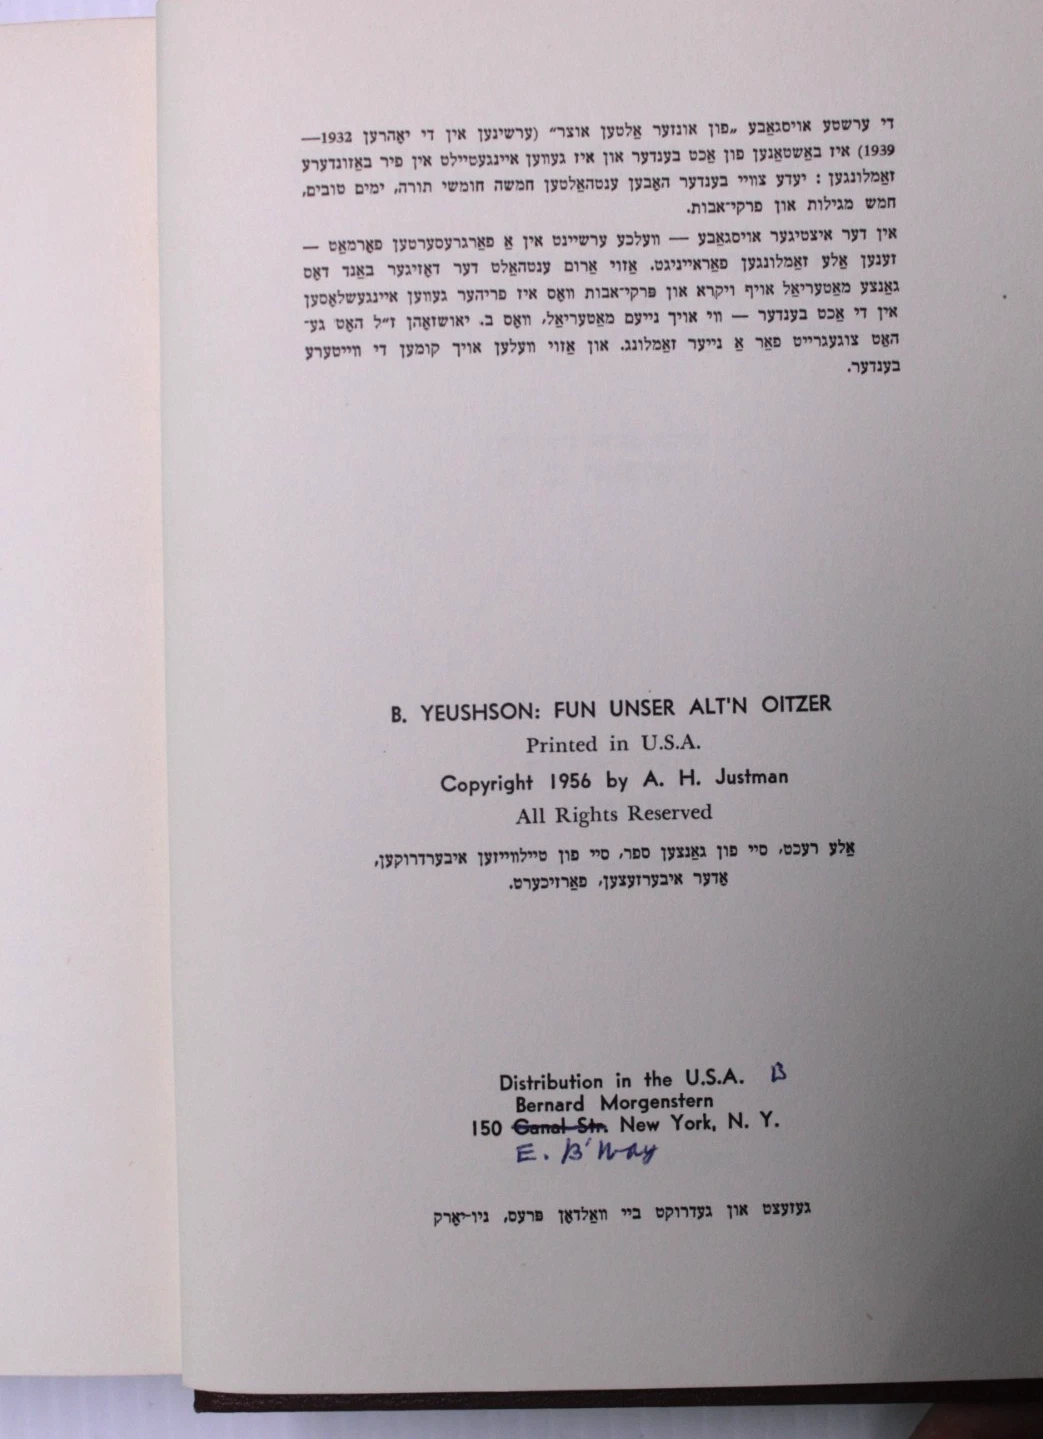 די ערשטע אויסגאַבע „פון אונזער אַלטען אוצר״ (ערשינען אין די יאָהרען 1932—
1939) איז באַשטאַנען פון אַכט בענדער און איז געווען איינגעטיילט אין פיר באַזונדערע
זאַמלונגען : יעדע צוויי בענדער האָבען ענטהאַלטען חמשה חומשי תורה, ימים טובים,
חמש מגילות און פרקי־אבות.
אין דער איצטיגער אויסגאַבע — וועלכע ערשיינט אין אַ פאַרגרעסערטען פאָרמאַט —
זענען אַלע זאַמלונגען פאַראייניגט. אַזוי אַרום ענטהאַלט דער דאָזיגער באַנד דאָס
גאַנצע מאַטעריאַל אויף ויקרא און פרקי־אבות וואָס איז פריהער געווען איינגעשלאָסען
אין די אַכט בענדער — ווי אויך נייעם מאַטעריאַל, וואָס ב. יאושזאָהן ז״ל האָט גע־
האַט צוגעגרייט פאַר אַ נייער זאַמלונג. און אַזוי וועלען אויך קומען די ווייטערע
בענדער.
B. YEUSHSON: FUN UNSER ALT'N OITZER
Printed in U.S.A.
Copyright 1956 by A. H. Justman
All Rights Reserved
אַלע רעכט, סיי פון גאַנצען ספר, סיי פון טיילווייזען איבערדרוקען,
אָדער איבערזעצען, פאַרזיכערט.
Distribution in the U.S.A. B
Bernard Morgenstern
150 Canal Str. New York, N. Y.
E. B'Way
געזעצט און געדרוקט ביי וואַלדאָן פּרעס, ניו־יאָרק